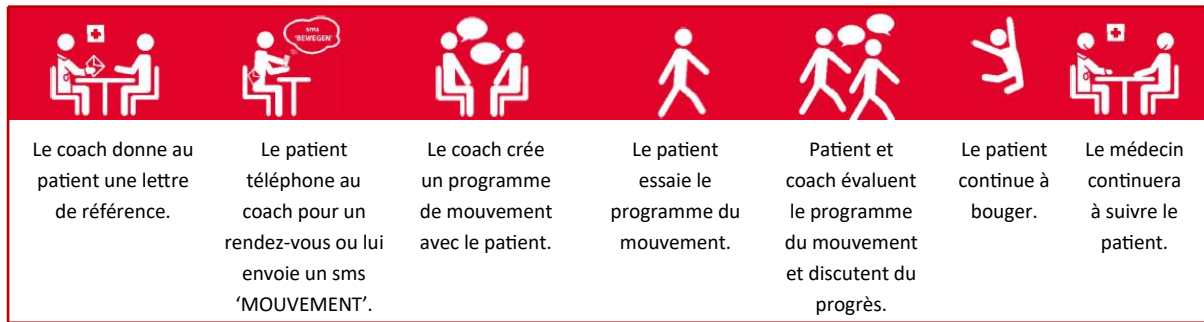 sms
'BEWEGEN'
Le coach donne au
patient une lettre
de référence.
Le patient
téléphone au
coach pour un
rendez-vous ou lui
envoie un sms
‘MOUVEMENT’.
Le coach crée
un programme
de mouvement
avec le patient.
Le patient
essaie le
programme du
mouvement.
Patient et
coach évaluent
le programme
du mouvement
et discutent du
progrès.
Le patient
continue à
bouger.
Le médecin
continuera
à suivre le
patient.